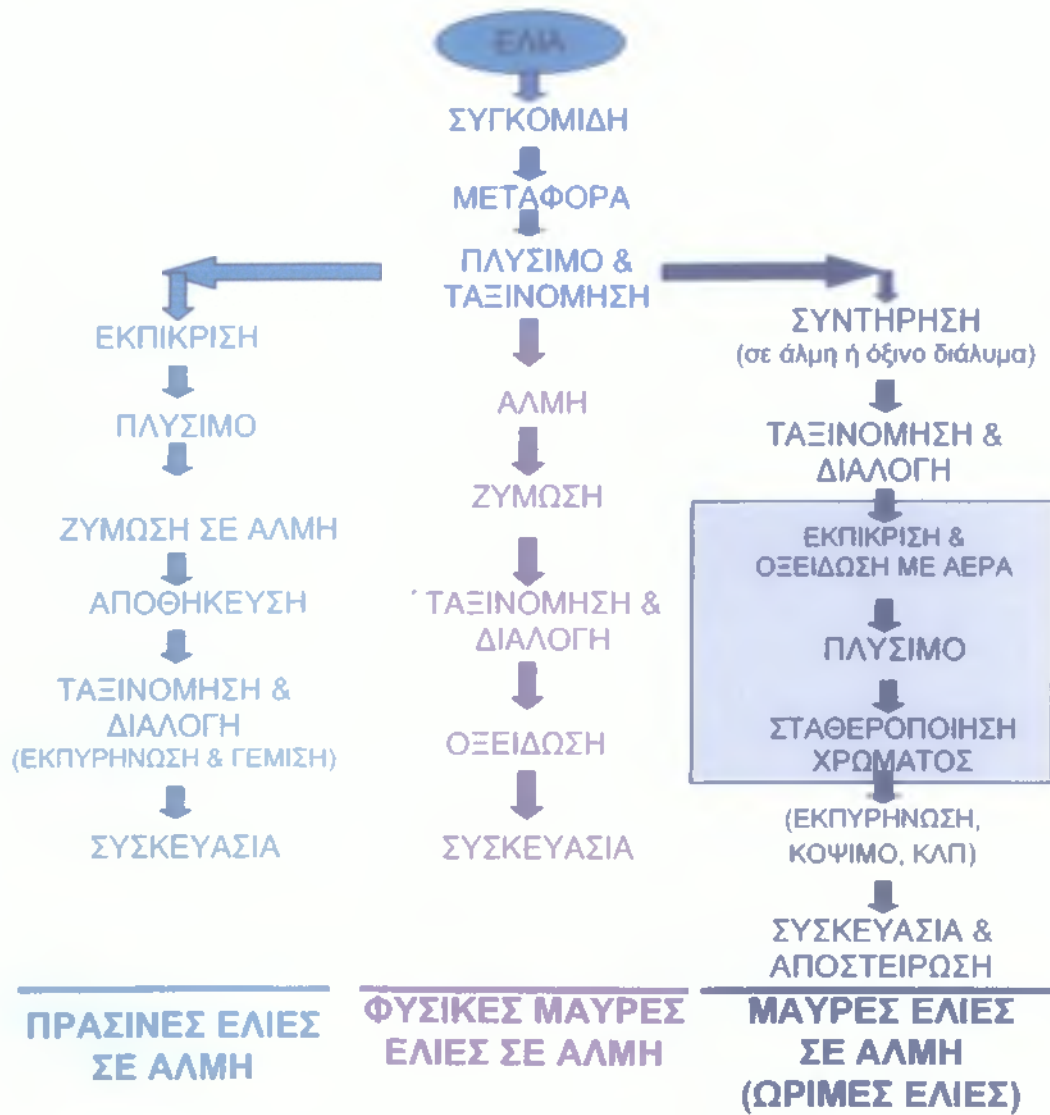 ΕΛΙΑ
ΣΥΓΚΟΜΙΔΗ
ΜΕΤΑΦΟΡΑ
ΠΛΥΣΙΜΟ &
ΤΑΞΙΝΟΜΗΣΗ
ΕΚΠΙΚΡΙΣΗ
ΠΛΥΣΙΜΟ
ΖΥΜΩΣΗ ΣΕ ΑΛΜΗ
ΑΠΟΘΗΚΕΥΣΗ
ΤΑΞΙΝΟΜΗΣΗ &
ΔΙΑΛΟΓΗ
(ΕΚΠΥΡΗΝΩΣΗ & ΓΕΜΙΣΗ)
ΣΥΣΚΕΥΑΣΙΑ
ΠΡΑΣΙΝΕΣ ΕΛΙΕΣ
ΣΕ ΑΛΜΗ
ΑΛΜΗ
ΖΥΜΩΣΗ
ΤΑΞΙΝΟΜΗΣΗ &
ΔΙΑΛΟΓΗ
ΟΞΕΙΔΩΣΗ
ΣΥΣΚΕΥΑΣΙΑ
ΦΥΣΙΚΕΣ ΜΑΥΡΕΣ
ΕΛΙΕΣ ΣΕ ΑΛΜΗ
ΣΥΝΤΗΡΗΣΗ
(σε άλμη ή όξινο διάλυμα)
ΤΑΞΙΝΟΜΗΣΗ &
ΔΙΑΛΟΓΗ
ΕΚΠΙΚΡΙΣΗ &
ΟΞΕΙΔΩΣΗ ΜΕ ΑΕΡΑ
ΠΛΥΣΙΜΟ
ΣΤΑΘΕΡΟΠΟΙΗΣΗ
ΧΡΩΜΑΤΟΣ
(ΕΚΠΥΡΗΝΩΣΗ,
ΚΟΨΙΜΟ, ΚΛΠ)
ΣΥΣΚΕΥΑΣΙΑ &
ΑΠΟΣΤΕΙΡΩΣΗ
ΜΑΥΡΕΣ ΕΛΙΕΣ
ΣΕ ΑΛΜΗ
(ΩΡΙΜΕΣ ΕΛΙΕΣ)